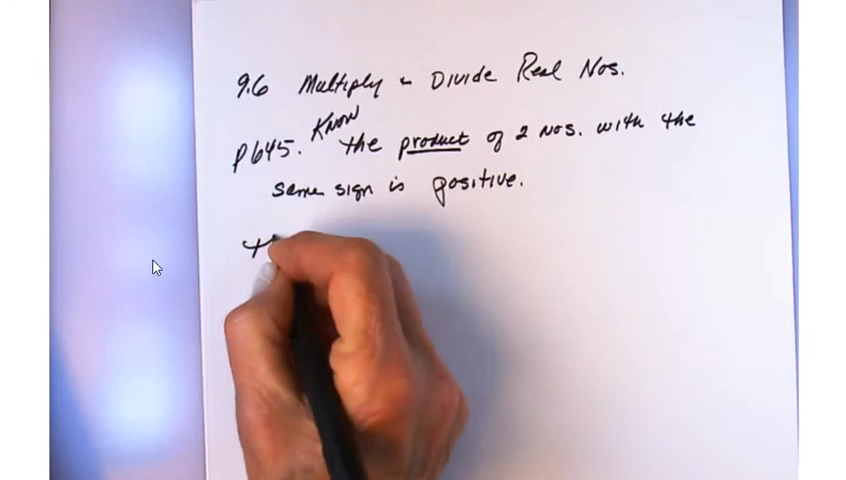 9.6 Multiply & Divide Real Nos.
P645. Know the product of 2 Nos. with the
same sign is positive.